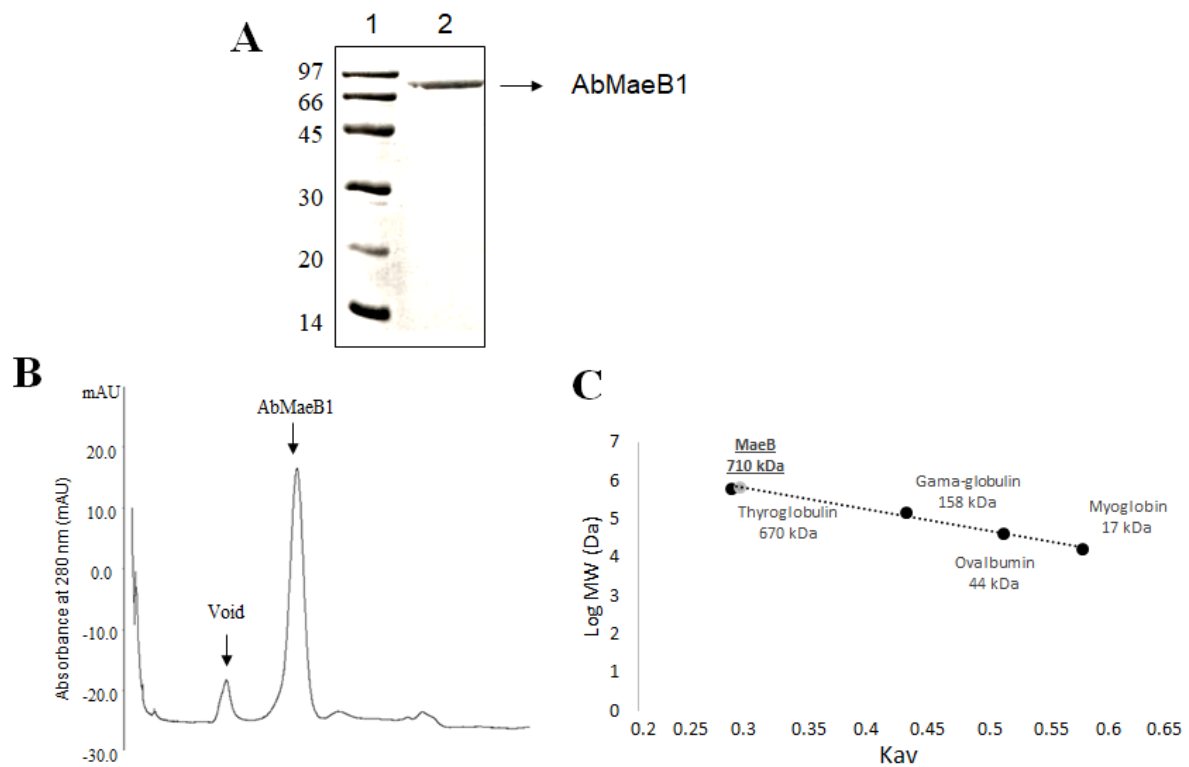 A
1 2
97
66
45
30
20
14
AbMaeB1
B
mAU
20.0
10.0
0.0
-10.0
-20.0
-30.0
Absorbance at 280 nm (mAU)
Void
AbMaeB1
C
7
6
5
4
3
2
1
0
Log MW (Da)
MaeB
710 kDa
Thyroglobulin
670 kDa
Gama-globulin
158 kDa
Ovalbumin
44 kDa
Myoglobin
17 kDa
0.2 0.25 0.3 0.35 0.4 0.45 0.5 0.55 0.6 0.65
Kav